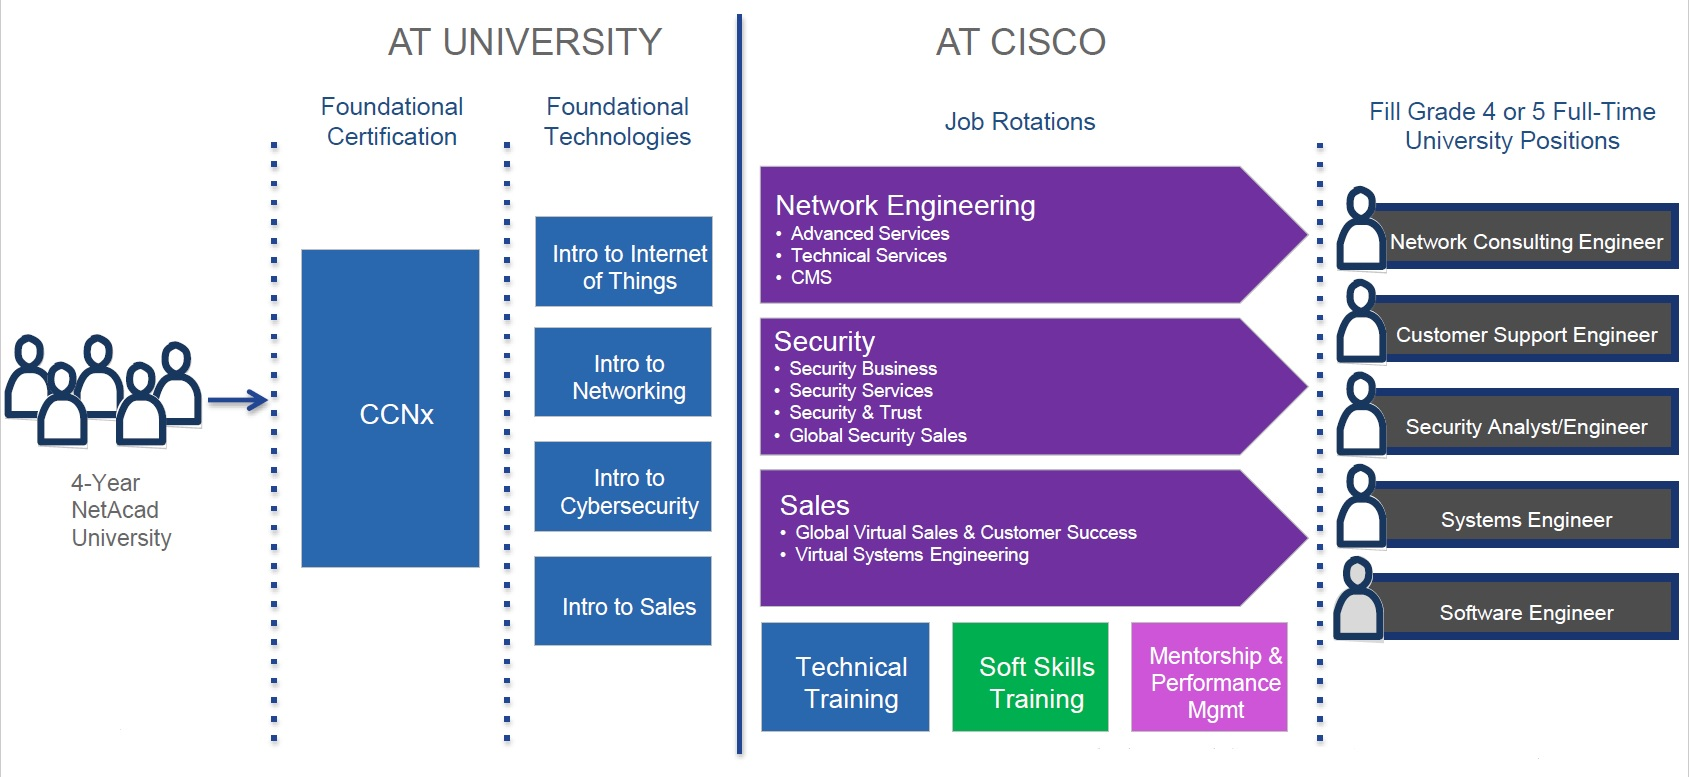 AT UNIVERSITY
AT CISCO
Foundational
Certification
Foundational
Technologies
Job Rotations
Fill Grade 4 or 5 Full-Time
University Positions
4-Year
NetAcad
University
CCNx
Intro to Internet
of Things
Intro to
Networking
Intro to
Cybersecurity
Intro to Sales
Network Engineering
• Advanced Services
• Technical Services
• CMS
Security
• Security Business
• Security Services
• Security & Trust
• Global Security Sales
Sales
• Global Virtual Sales & Customer Success
• Virtual Systems Engineering
Technical
Training
Soft Skills
Training
Mentorship &
Performance
Mgmt
Network Consulting Engineer
Customer Support Engineer
Security Analyst/Engineer
Systems Engineer
Software Engineer